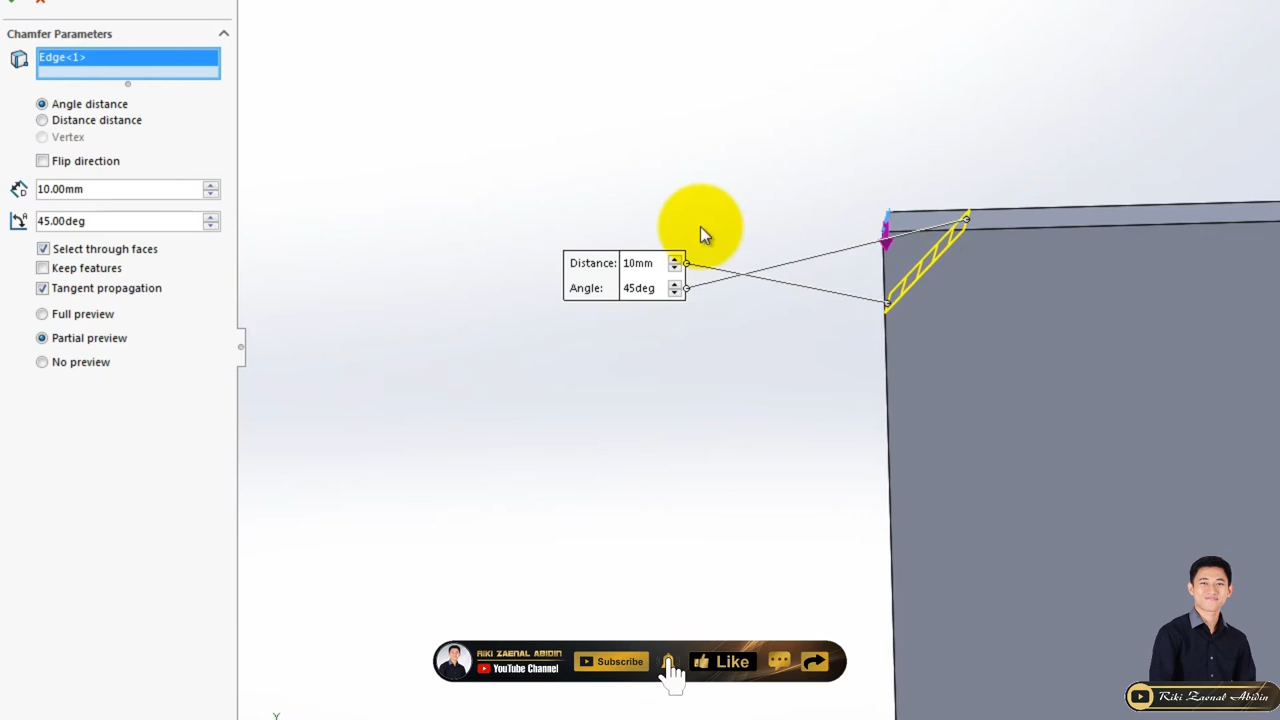 Chamfer Parameters
Edge<1>
Angle distance
Distance distance
Vertex
Flip direction
10.00mm
45.00deg
Select through faces
Keep features
Tangent propagation
Full preview
Partial preview
No preview
Distance: 10mm
Angle: 45deg
RIKI ZAENAL ABIDIN
YouTube Channel
Subscribe
Like
Riki Zaenal Abidin
Y